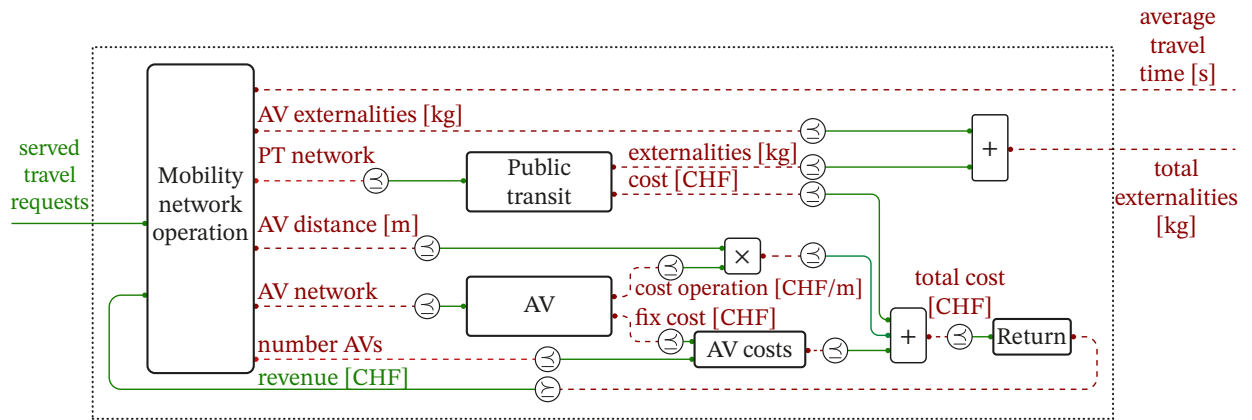 average
travel
time [s]
AV externalities [kg]
served
travel
requests
Mobility
network
operation
PT network
Public
transit
externalities [kg]
cost [CHF]
+
total
externalities
[kg]
AV distance [m]
×
AV network
AV
cost operation [CHF/m]
fix cost [CHF]
total cost
[CHF]
number AVs
AV costs
+
Return
revenue [CHF]
⪯
⪯
⪯
⪯
⪯
⪯
⪯
⪯
⪯
⪯
⪯
⪯
⪰